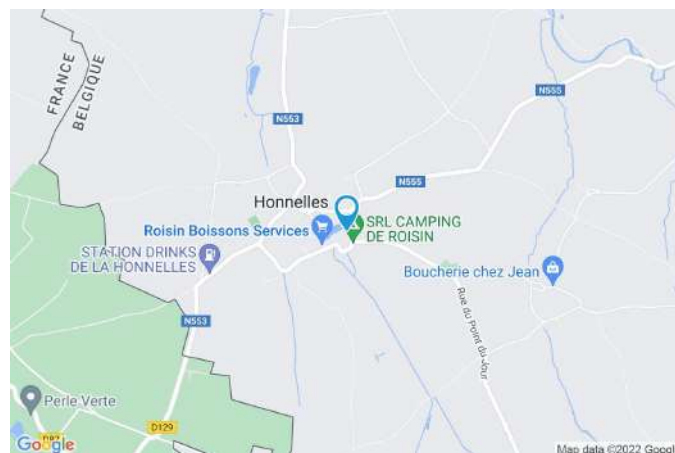 FRANCE
BELGIQUE
N553
N555
N555
Honnelles
Roisin Boissons Services
SRL CAMPING
DE ROISIN
STATION DRINKS
DE LA HONNELLES
Boucherie chez Jean
N553
Rue du Point du Jour
Perle Verte
D129
Google
Map data ©2022 Googl